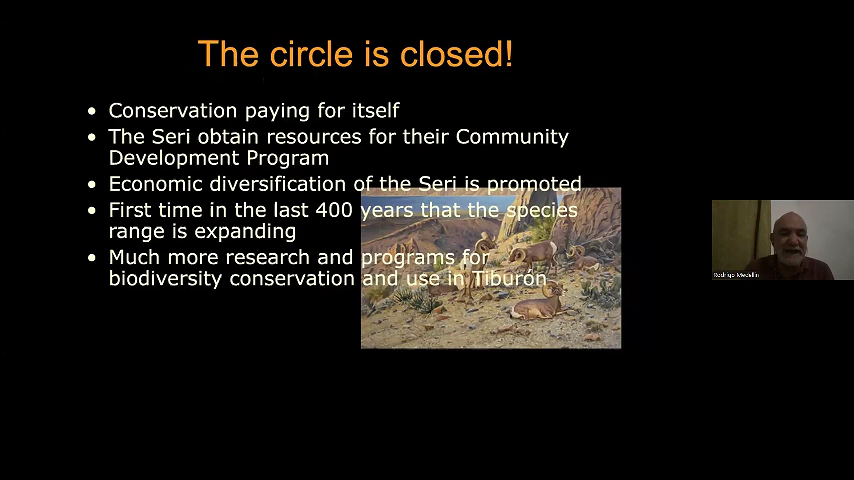 The circle is closed!
• Conservation paying for itself
• The Seri obtain resources for their Community
Development Program
• Economic diversification of the Seri is promoted
• First time in the last 400 years that the species
range is expanding
• Much more research and programs for
biodiversity conservation and use in Tiburón
Rodrigo Medellín